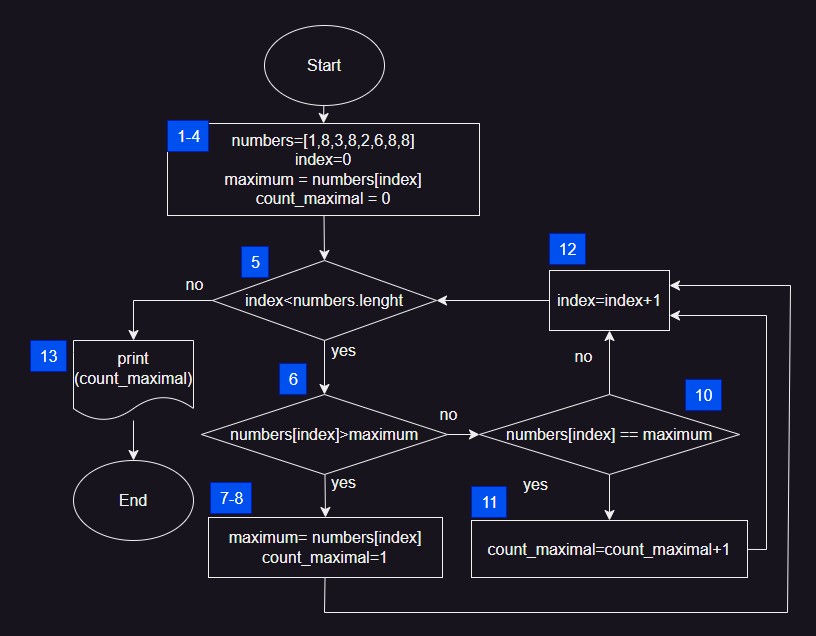 Start
1-4
numbers=[1,8,3,8,2,6,8,8]
index=0
maximum = numbers[index]
count_maximal = 0
12
5
no
index<numbers.lenght
index=index+1
13
print
(count_maximal)
yes
no
6
10
no
numbers[index]>maximum
numbers[index] == maximum
yes
yes
End
7-8
11
maximum= numbers[index]
count_maximal=1
count_maximal=count_maximal+1